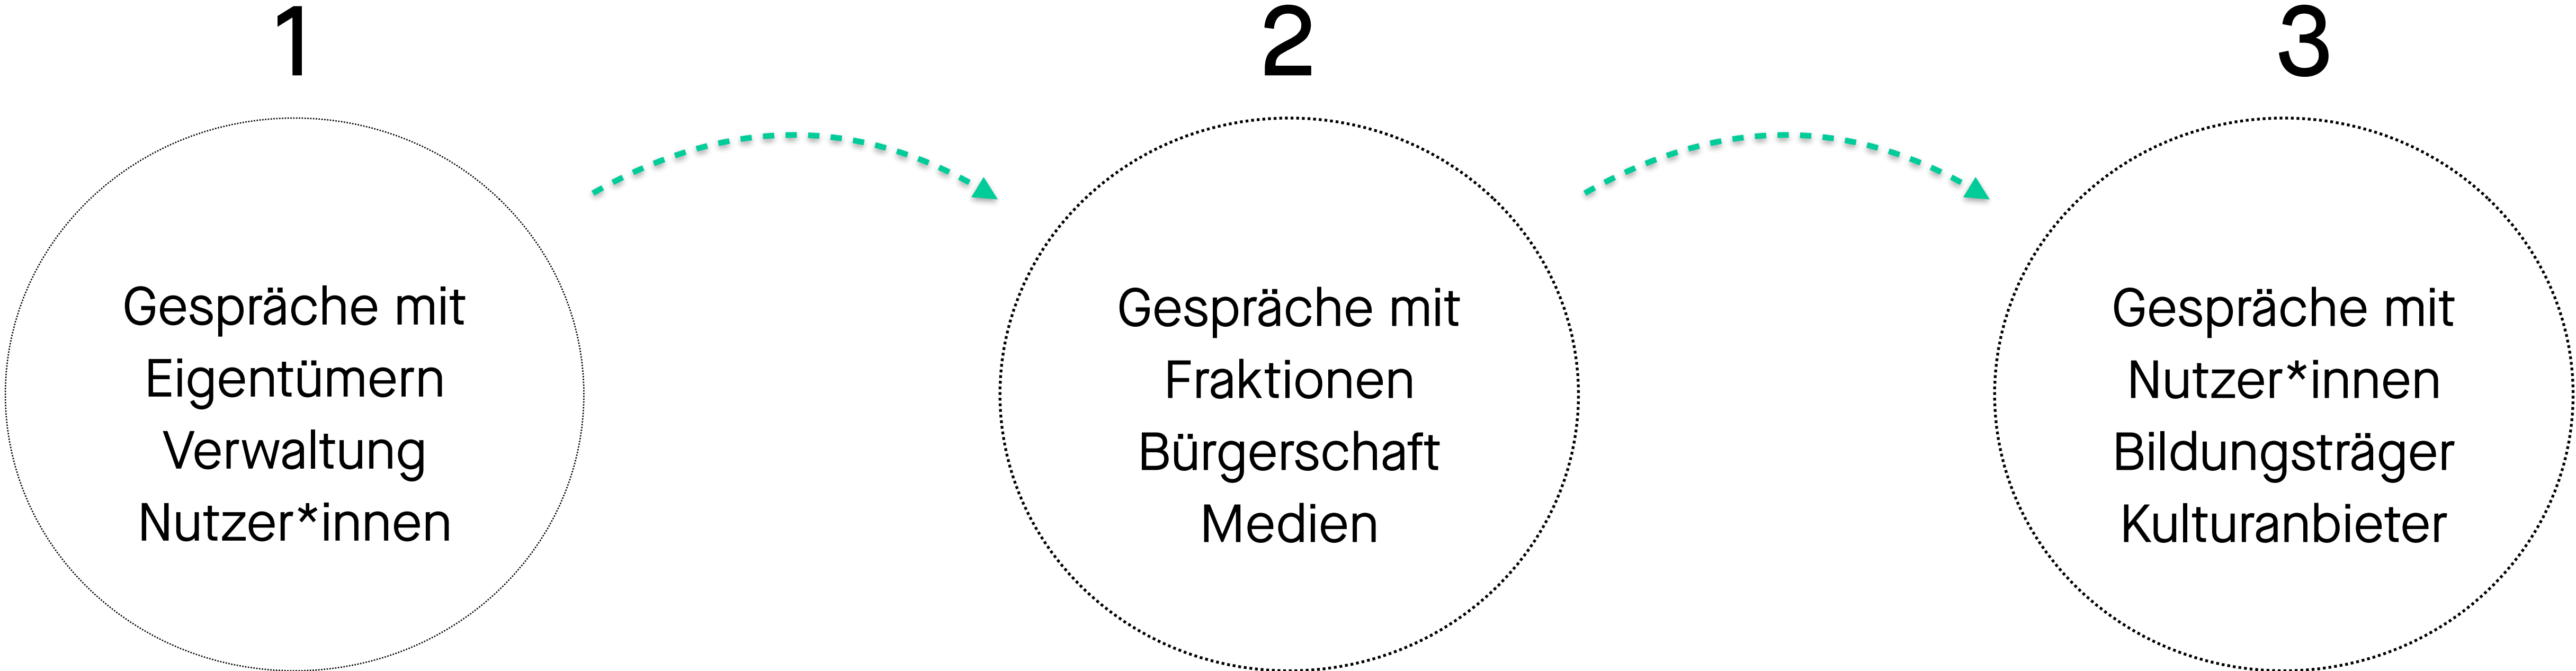 1
Gespräche mit
Eigentümern
Verwaltung
Nutzer*innen
2
Gespräche mit
Fraktionen
Bürgerschaft
Medien
3
Gespräche mit
Nutzer*innen
Bildungsträger
Kulturanbieter